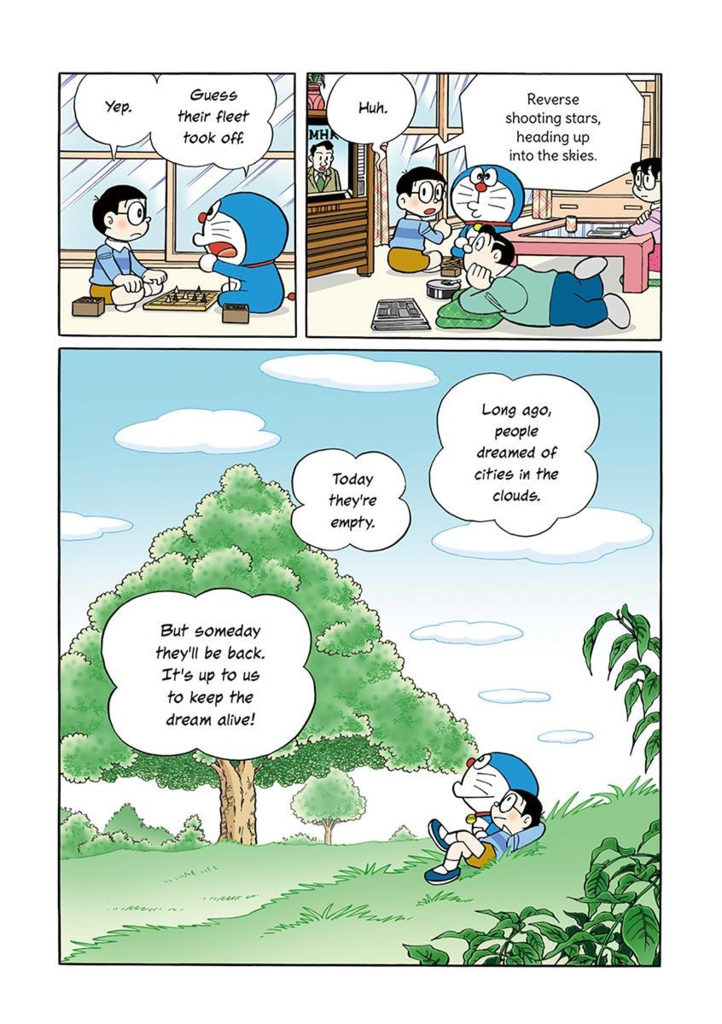 Yep.
Guess
their fleet
took off.
Huh.
Reverse
shooting stars,
heading up
into the skies.
MHK
Long ago,
people
dreamed of
cities in the
clouds.
Today
they're
empty.
But someday
they'll be back.
It's up to us
to keep the
dream alive!